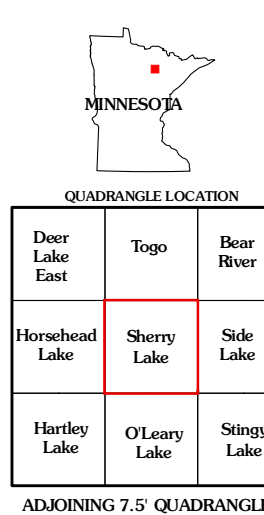 MINNESOTA
QUADRANGLE LOCATION
Deer
Lake
East
Togo
Bear
River
Horsehead
Lake
Sherry
Lake
Side
Lake
Hartley
Lake
O'Leary
Lake
Stingy
Lake
ADJOINING 7.5' QUADRANGLE